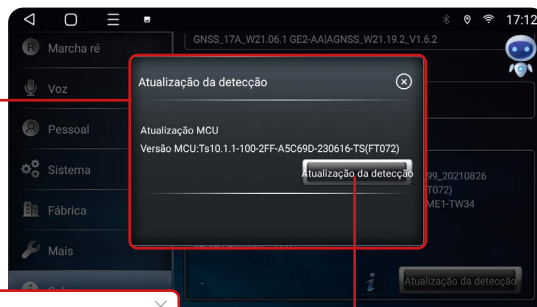 17:12
GNSS_17A_W21.06.1 GE2-AA|AGNSS_W21.19.2_V1.6.2
Marcha ré
Voz
Pessoal
Sistema
Fábrica
Mais
Atualização da detecção
Atualização MCU
Versão MCU:Ts10.1.1-100-2FF-A5C69D-230616-TS(FT072)
Atualização da detecção
99_20210826
T072)
ME1-TW34
Atualização da detecção